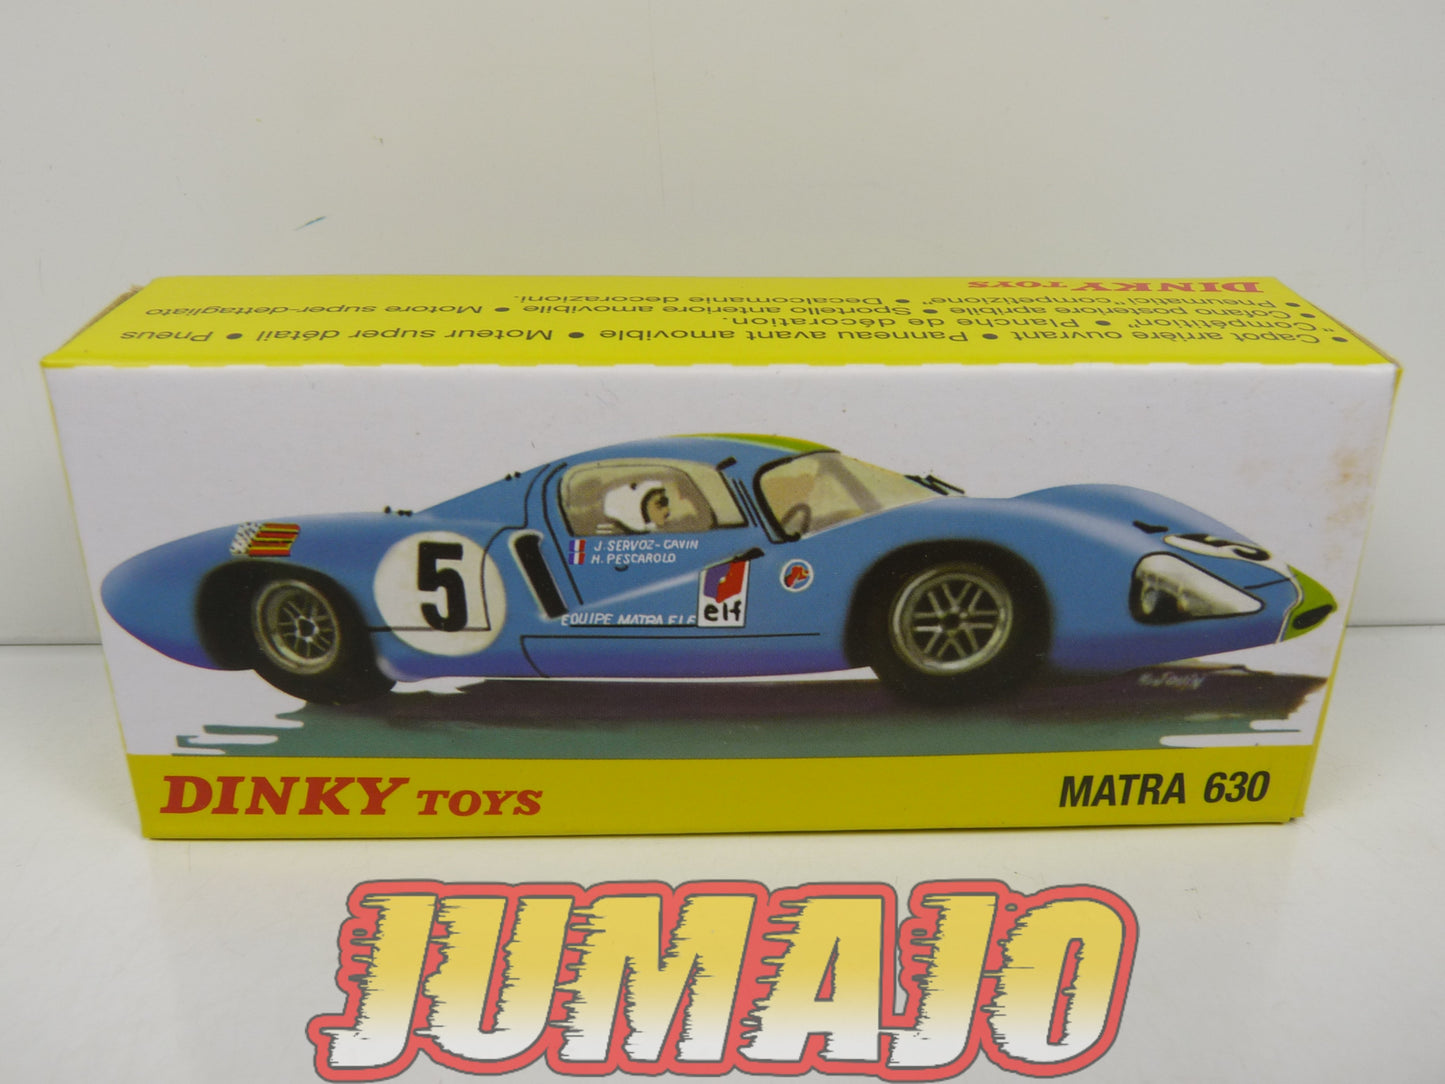 DINKY TOYS
• Capot arrière ouvrant • Panneau avant amovible • Moteur super détail • Pneus
"Compétition" • Planche de décoration.
• Cofano posteriore apribile • Sportello anteriore amovibile • Motore super-dettagliato
• Pneumatici "competizione" • Decalcomanie decorazioni.
5
J. SERVOZ-GAVIN
H. PESCAROLO
EQUIPE MATRA ELF
elf
5
DINKY TOYS
MATRA 630
JUMAJO